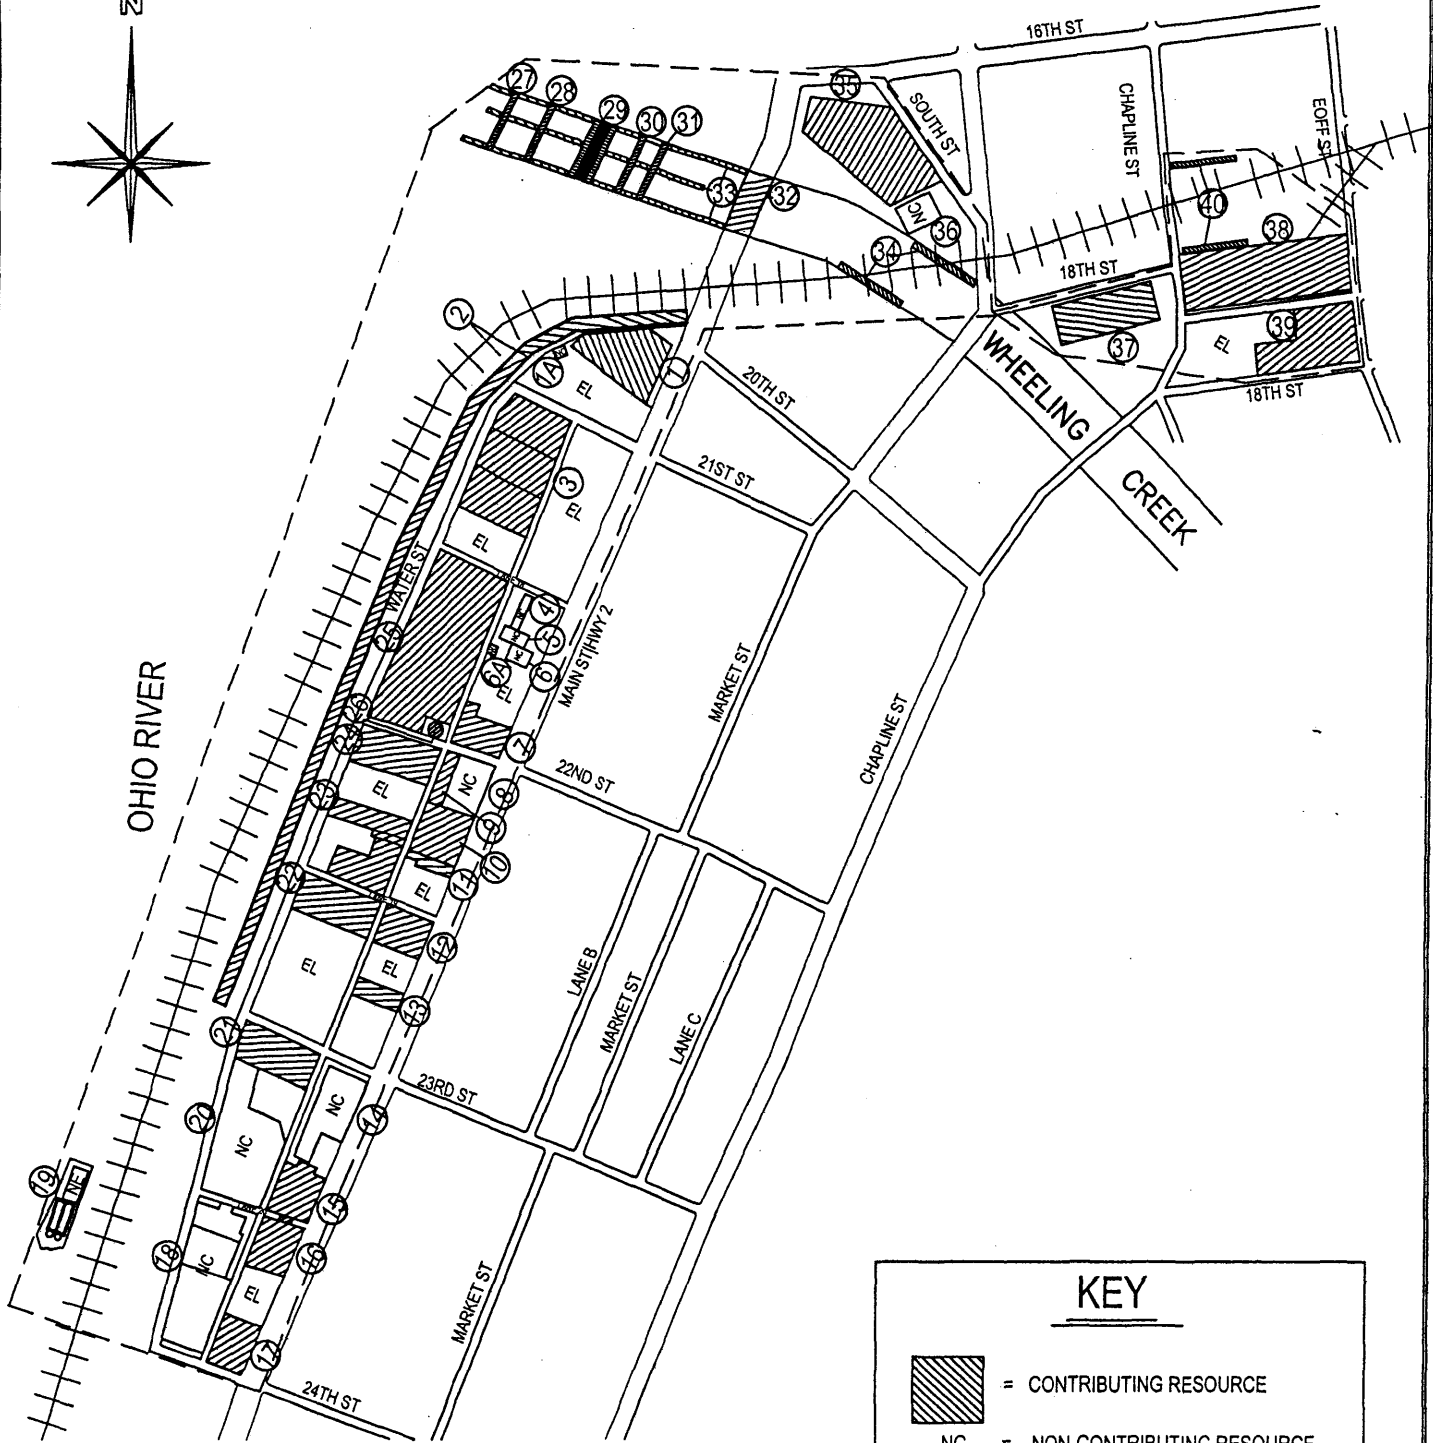 N
16TH ST
27
28
29
30
31
35
SOUTH ST
CHAPLINE ST
EOFF ST
33
32
NC
36
40
38
34
18TH ST
2
1A
EL
1
37
EL
39
18TH ST
WHEELING
CREEK
20TH ST
21ST ST
3
EL
EL
WATER ST
25
4
NC
5
NC
6
6A
EL
MAIN ST|HWY 2
MARKET ST
CHAPLINE ST
OHIO RIVER
26
24
7
22ND ST
23
EL
NC
8
9
10
22
EL
11
12
EL
EL
13
LANE B
MARKET ST
LANE C
21
23RD ST
20
NC
NC
14
19
15
18
NC
16
EL
17
MARKET ST
24TH ST
KEY
= CONTRIBUTING RESOURCE
NC = NON CONTRIBUTING RESOURCE